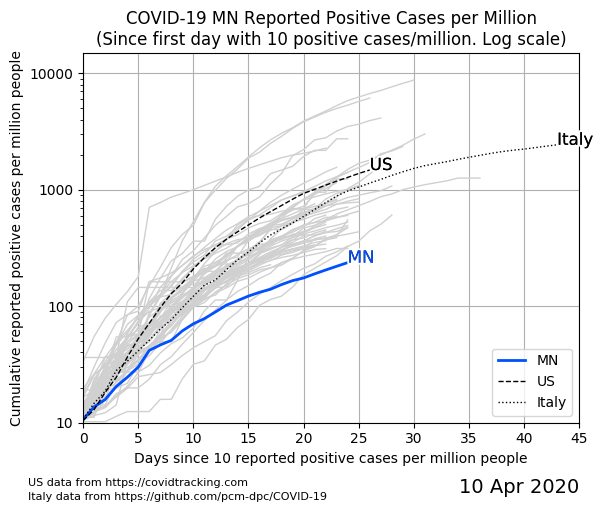 COVID-19 MN Reported Positive Cases per Million
(Since first day with 10 positive cases/million. Log scale)
Cumulative reported positive cases per million people
10000
1000
100
10
Italy
US
MN
MN
US
Italy
0 5 10 15 20 25 30 35 40 45
Days since 10 reported positive cases per million people
US data from https://covidtracking.com
Italy data from https://github.com/pcm-dpc/COVID-19
10 Apr 2020